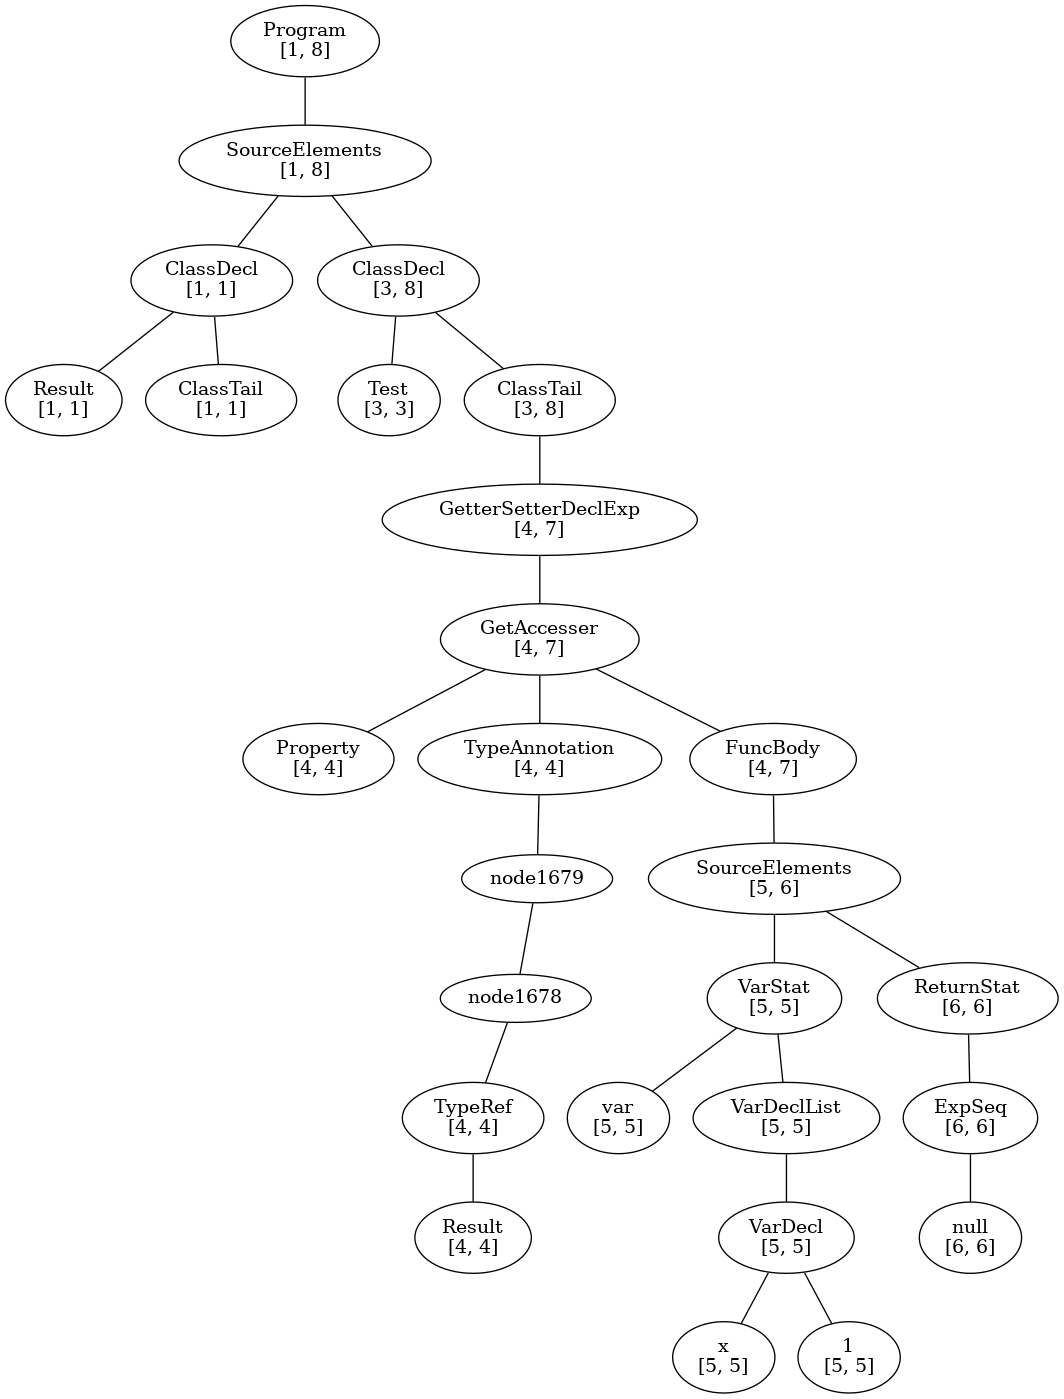 Program
[1, 8]
SourceElements
[1, 8]
ClassDecl
[1, 1]
ClassDecl
[3, 8]
Result
[1, 1]
ClassTail
[1, 1]
Test
[3, 3]
ClassTail
[3, 8]
GetterSetterDeclExp
[4, 7]
GetAccesser
[4, 7]
Property
[4, 4]
TypeAnnotation
[4, 4]
FuncBody
[4, 7]
node1679
SourceElements
[5, 6]
node1678
VarStat
[5, 5]
ReturnStat
[6, 6]
TypeRef
[4, 4]
var
[5, 5]
VarDeclList
[5, 5]
ExpSeq
[6, 6]
Result
[4, 4]
VarDecl
[5, 5]
null
[6, 6]
x
[5, 5]
1
[5, 5]